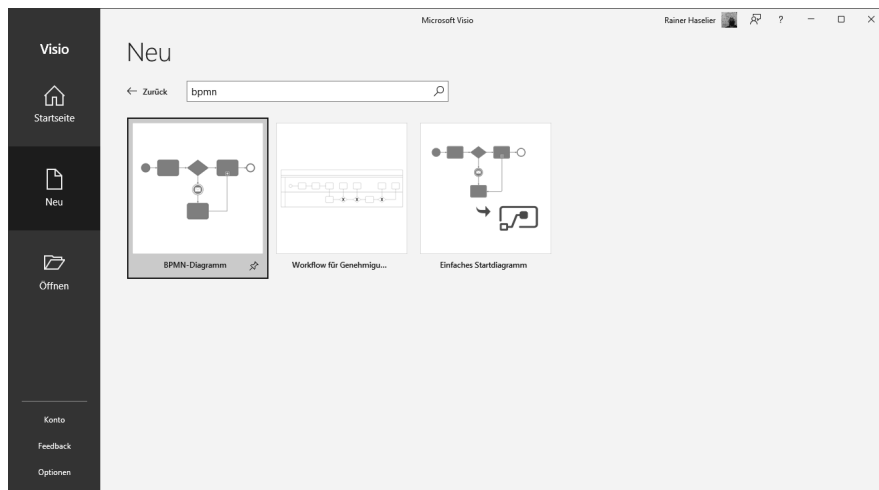 Microsoft Visio
Rainer Haselier
?
Visio
Startseite
Neu
Öffnen
Konto
Feedback
Optionen
Neu
Zurück
bpmn
BPMN-Diagramm
Workflow für Genehmigu...
Einfaches Startdiagramm